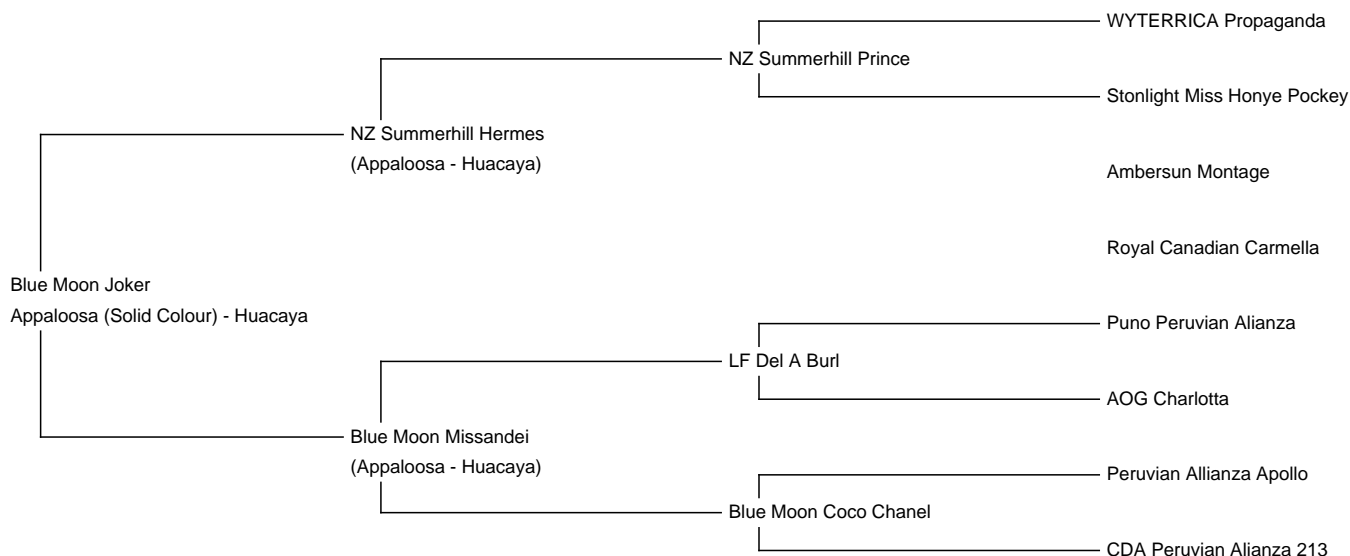 WYTERRICA Propaganda
NZ Summerhill Prince
Stonlight Miss Honye Pockey
NZ Summerhill Hermes
(Appaloosa - Huacaya)
Ambersun Montage
Royal Canadian Carmella
Blue Moon Joker
Appaloosa (Solid Colour) - Huacaya
Puno Peruvian Alianza
LF Del A Burl
AOG Charlotta
Blue Moon Missandei
(Appaloosa - Huacaya)
Peruvian Allianza Apollo
Blue Moon Coco Chanel
CDA Peruvian Alianza 213